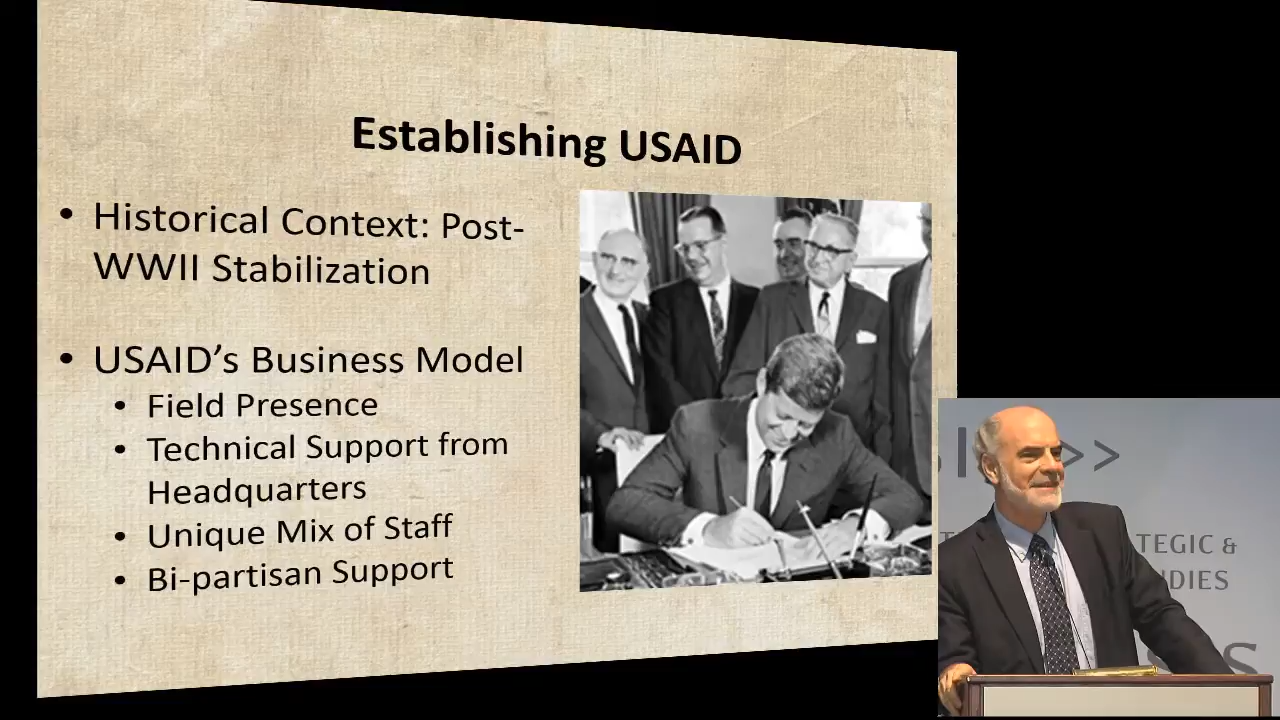 Establishing USAID
• Historical Context: Post-
WWII Stabilization
• USAID’s Business Model
• Field Presence
• Technical Support from
Headquarters
• Unique Mix of Staff
• Bi-partisan Support
>>
TEGIC &
UDIES